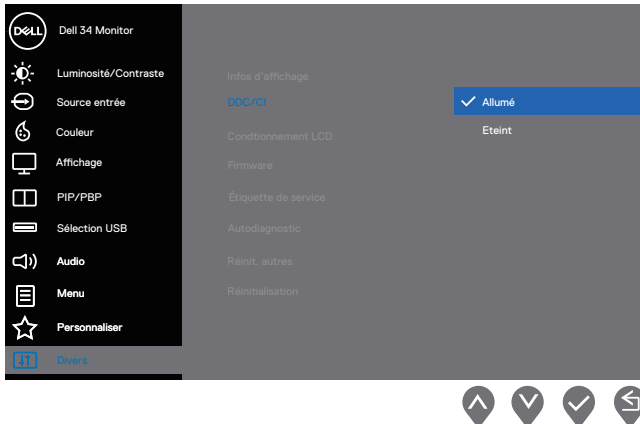 DELL
Dell 34 Monitor
Luminosité/Contraste
Source entrée
Couleur
Affichage
PIP/PBP
Sélection USB
Audio
Menu
Personnaliser
Divers
Infos d'affichage
DDC/CI
Condtionnement LCD
Firmware
Étiquette de service
Autodiagnostic
Réinit. autres
Réinitialisation
Allumé
Eteint